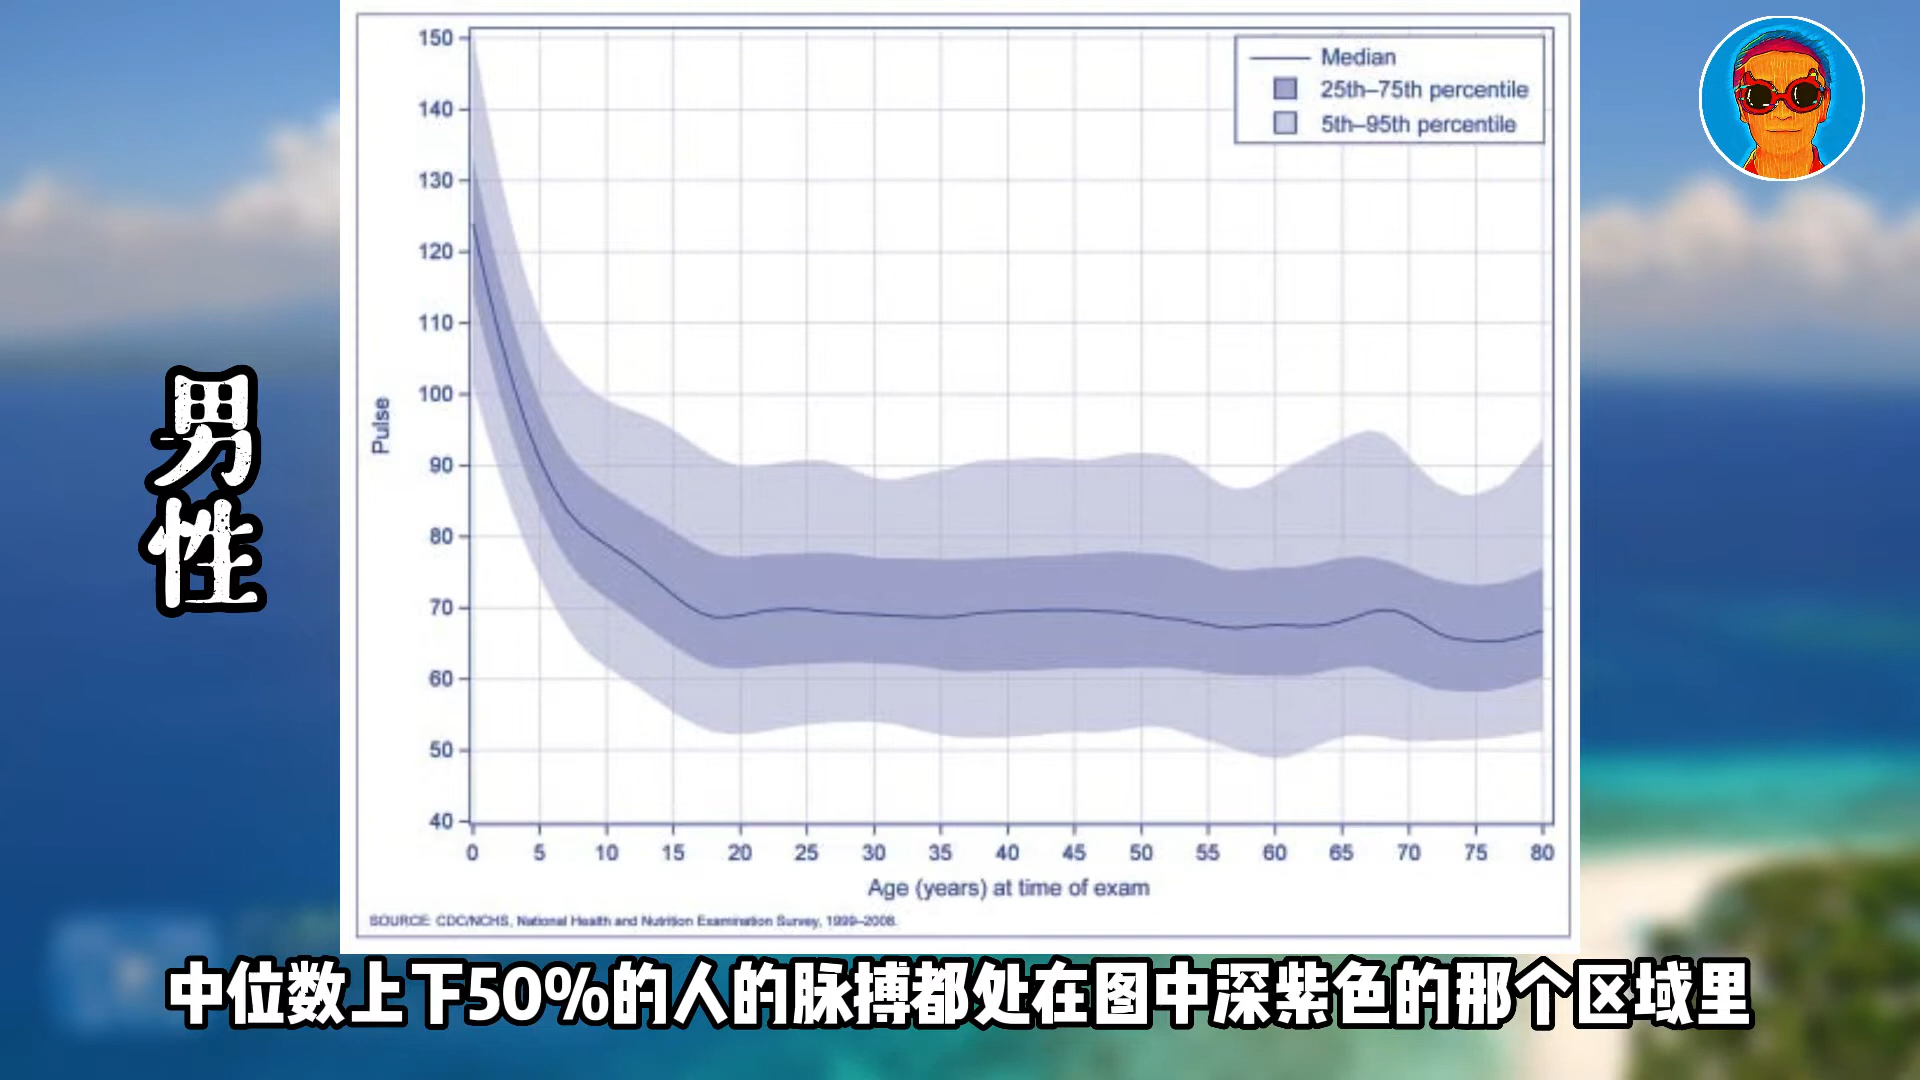 150
140
130
120
110
100
90
80
70
60
50
40
Pulse
Median
25th–75th percentile
5th–95th percentile
0 5 10 15 20 25 30 35 40 45 50 55 60 65 70 75 80
Age (years) at time of exam
SOURCE: CDC/NCHS, National Health and Nutrition Examination Survey, 1999–2008.
男性
中位数上下50%的人的脉搏都处在图中深紫色的那个区域里